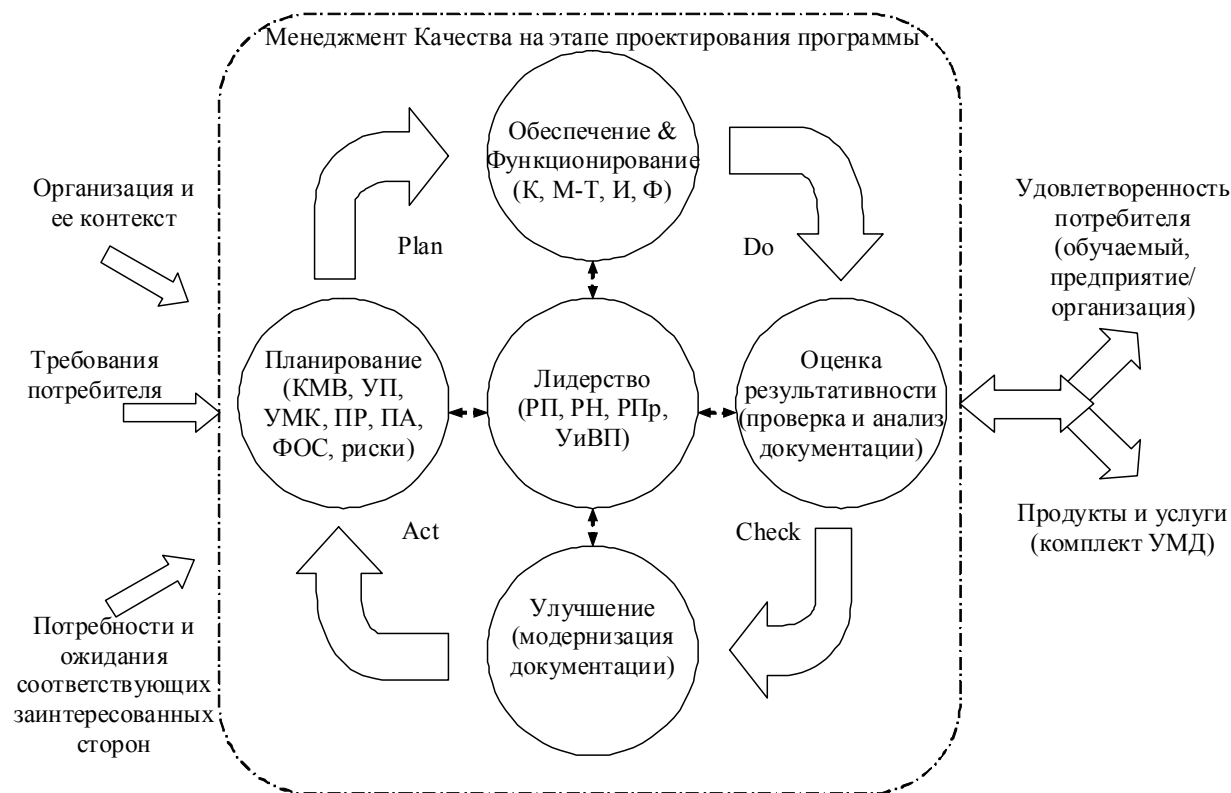 Менеджмент Качества на этапе проектирования программы
Организация и
ее контекст
Требования
потребителя
Потребности и
ожидания
соответствующих
заинтересованных
сторон
Plan
Обеспечение &
Функционирование
(К, М-Т, И, Ф)
Do
Планирование
(КМВ, УП,
УМК, ПР, ПА,
ФОС, риски)
Лидерство
(РП, РН, РПр,
УиВП)
Оценка
результативности
(проверка и анализ
документации)
Act
Улучшение
(модернизация
документации)
Check
Удовлетворенность
потребителя
(обучаемый,
предприятие/
организация)
Продукты и услуги
(комплект УМД)